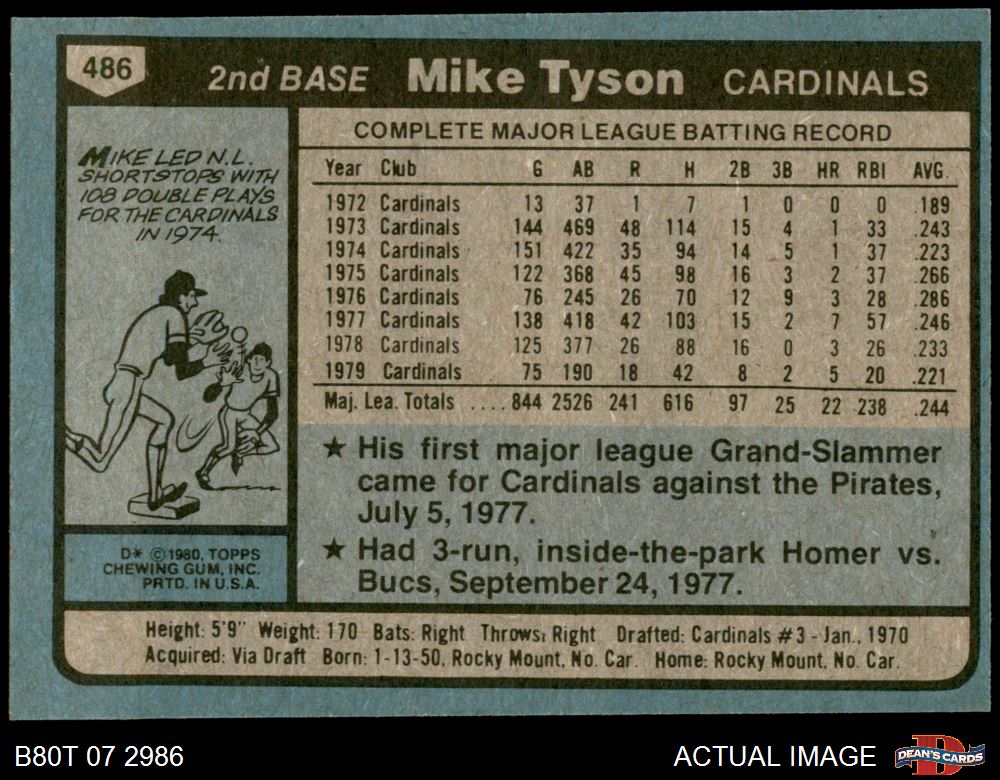 486
2nd BASE Mike Tyson CARDINALS
MIKE LED N.L.
SHORTSTOPS WITH
108 DOUBLE PLAYS
FOR THE CARDINALS
IN 1974.
D* © 1980, TOPPS
CHEWING GUM, INC.
PRTD. IN U.S.A.
COMPLETE MAJOR LEAGUE BATTING RECORD
Year Club G AB R H 2B 3B HR RBI AVG.
1972 Cardinals 13 37 1 7 1 0 0 0 .189
1973 Cardinals 144 469 48 114 15 4 1 33 .243
1974 Cardinals 151 422 35 94 14 5 1 37 .223
1975 Cardinals 122 368 45 98 16 3 2 37 .266
1976 Cardinals 76 245 26 70 12 9 3 28 .286
1977 Cardinals 138 418 42 103 15 2 7 57 .246
1978 Cardinals 125 377 26 88 16 0 3 26 .233
1979 Cardinals 75 190 18 42 8 2 5 20 .221
Maj. Lea. Totals .... 844 2526 241 616 97 25 22 238 .244
★ His first major league Grand-Slammer
came for Cardinals against the Pirates,
July 5, 1977.
★ Had 3-run, inside-the-park Homer vs.
Bucs, September 24, 1977.
Height: 5'9" Weight: 170 Bats: Right Throws: Right Drafted: Cardinals #3 - Jan., 1970
Acquired: Via Draft Born: 1-13-50, Rocky Mount, No. Car. Home: Rocky Mount, No. Car.
B80T 07 2986
ACTUAL IMAGE
D
DEAN'S CARDS